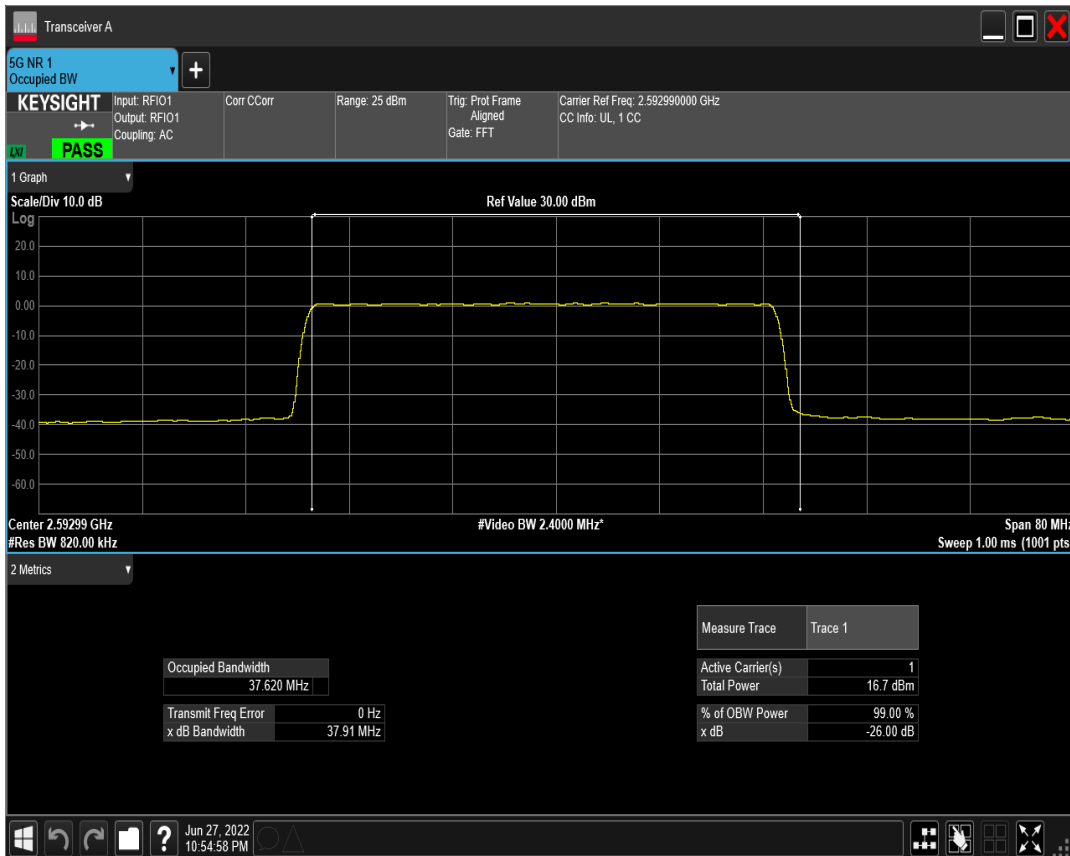 Transceiver A
5G NR 1
Occupied BW
KEYSIGHT
LXI
PASS
Input: RFIO1
Output: RFIO1
Coupling: AC
Corr CCorr
Range: 25 dBm
Trig: Prot Frame
Aligned
Gate: FFT
Carrier Ref Freq: 2.592990000 GHz
CC Info: UL, 1 CC
1 Graph
Scale/Div 10.0 dB
Ref Value 30.00 dBm
Log
20.0
10.0
0.00
-10.0
-20.0
-30.0
-40.0
-50.0
-60.0
Center 2.59299 GHz
#Video BW 2.4000 MHz*
Span 80 MHz
#Res BW 820.00 kHz
Sweep 1.00 ms (1001 pts
2 Metrics
Measure Trace Trace 1
Occupied Bandwidth
37.620 MHz
Active Carrier(s) 1
Total Power 16.7 dBm
Transmit Freq Error 0 Hz
x dB Bandwidth 37.91 MHz
% of OBW Power 99.00 %
x dB -26.00 dB
?
Jun 27, 2022
10:54:58 PM